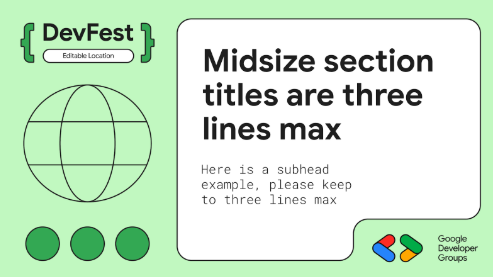 DevFest
Editable Location
Midsize section
titles are three
lines max
Here is a subhead
example, please keep
to three lines max
Google
Developer
Groups